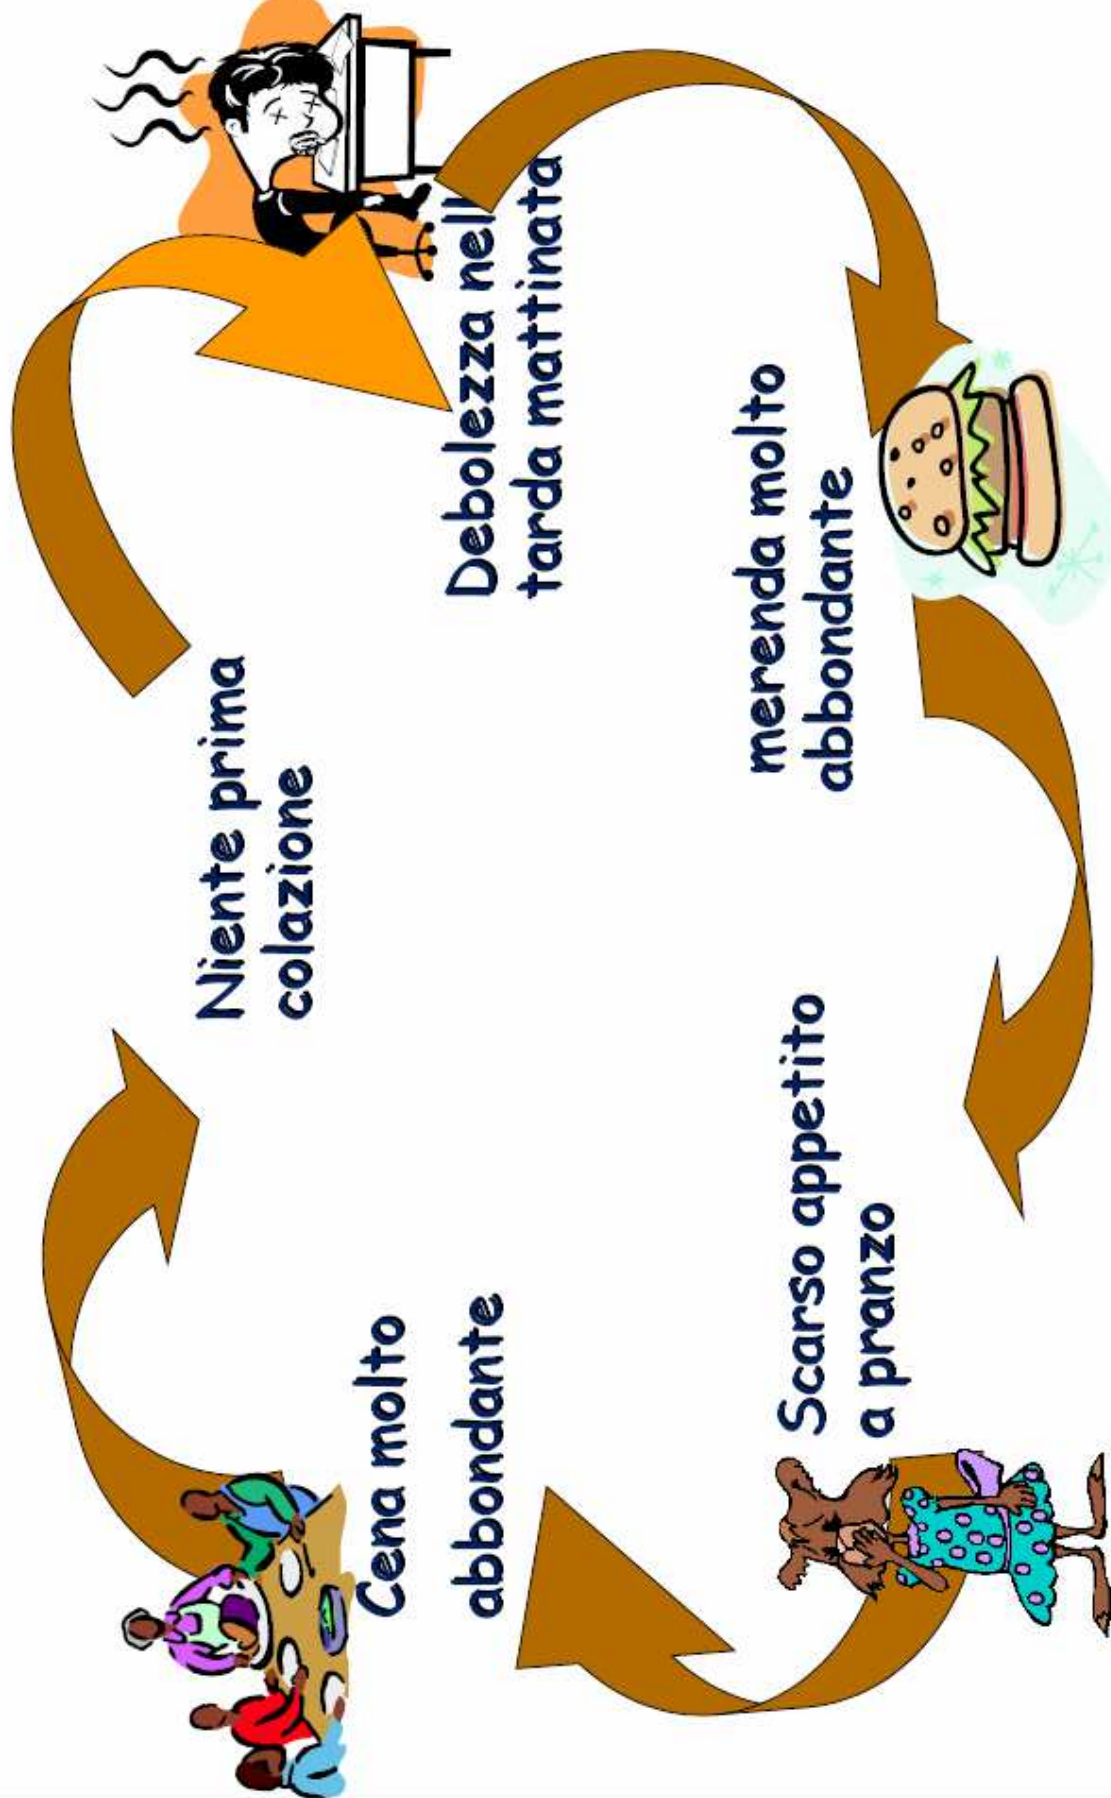 Niente prima
colazione
Debolezza nell
tarda mattinata
merenda molto
abbondante
Scarso appetito
a pranzo
Cena molto
abbondante